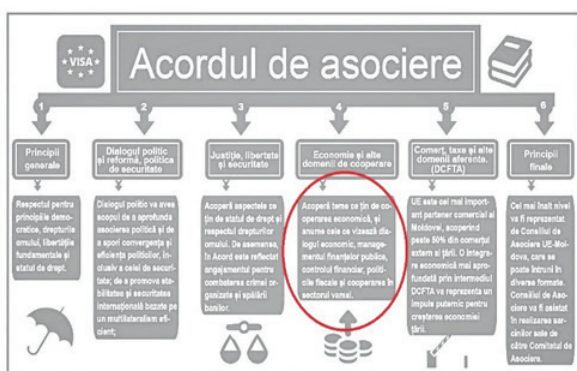 VISA
Acordul de asociere
1
2
3
4
5
6
Principii
generale
Dialogul politic
și reformă, politica
de securitate
Justiție, libertate
și securitate
Economie și alte
domenii de cooperare
Comerț, taxe și alte
domenii aferente.
(DCFTA)
Principii
finale
Respectul pentru
principiile demo-
cratice, drepturile
omului, libertățile
fundamentale și
statul de drept.
Dialogul politic va avea
scopul de a aprofunda
asocierea politică și de
a spori convergența și
eficiența politicilor, in-
clusiv a celei de securi-
tate; de a promova sta-
bilitatea și securitatea
internațională bazate pe
un multilateralism efi-
cient;
Acoperă aspectele ce
țin de statul de drept și
respectul drepturilor
omului. De asemenea,
în Acord este reflectat
angajamentul pentru
combaterea crimei or-
ganizate și spălării
banilor.
Acoperă teme ce țin de co-
operarea economică, și
anume cele ce vizează dia-
logul economic, manage-
mentul finanțelor publice,
controlul financiar, politi-
cile fiscale și cooperarea în
sectorul vamal.
UE este cel mai impor-
tant partener comercial al
Moldovei, acoperind
peste 50% din comerțul
extern al țării. O integra-
re economică mai apro-
fundată prin intermediul
DCFTA va reprezenta un
impuls puternic pentru
creșterea economiei
țării.
Cel mai înalt nivel
va fi reprezentat
de Consiliul de
Asociere UE-Mol-
dova, care se
poate întruni în
diverse formate.
Consiliul de Aso-
ciere va fi asistat
în realizarea sar-
cinilor sale de
către Comitatul de
Asociere.